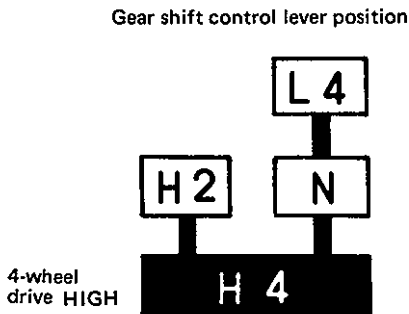 Gear shift control lever position
L 4
H 2 N
4-wheel
drive HIGH
H 4